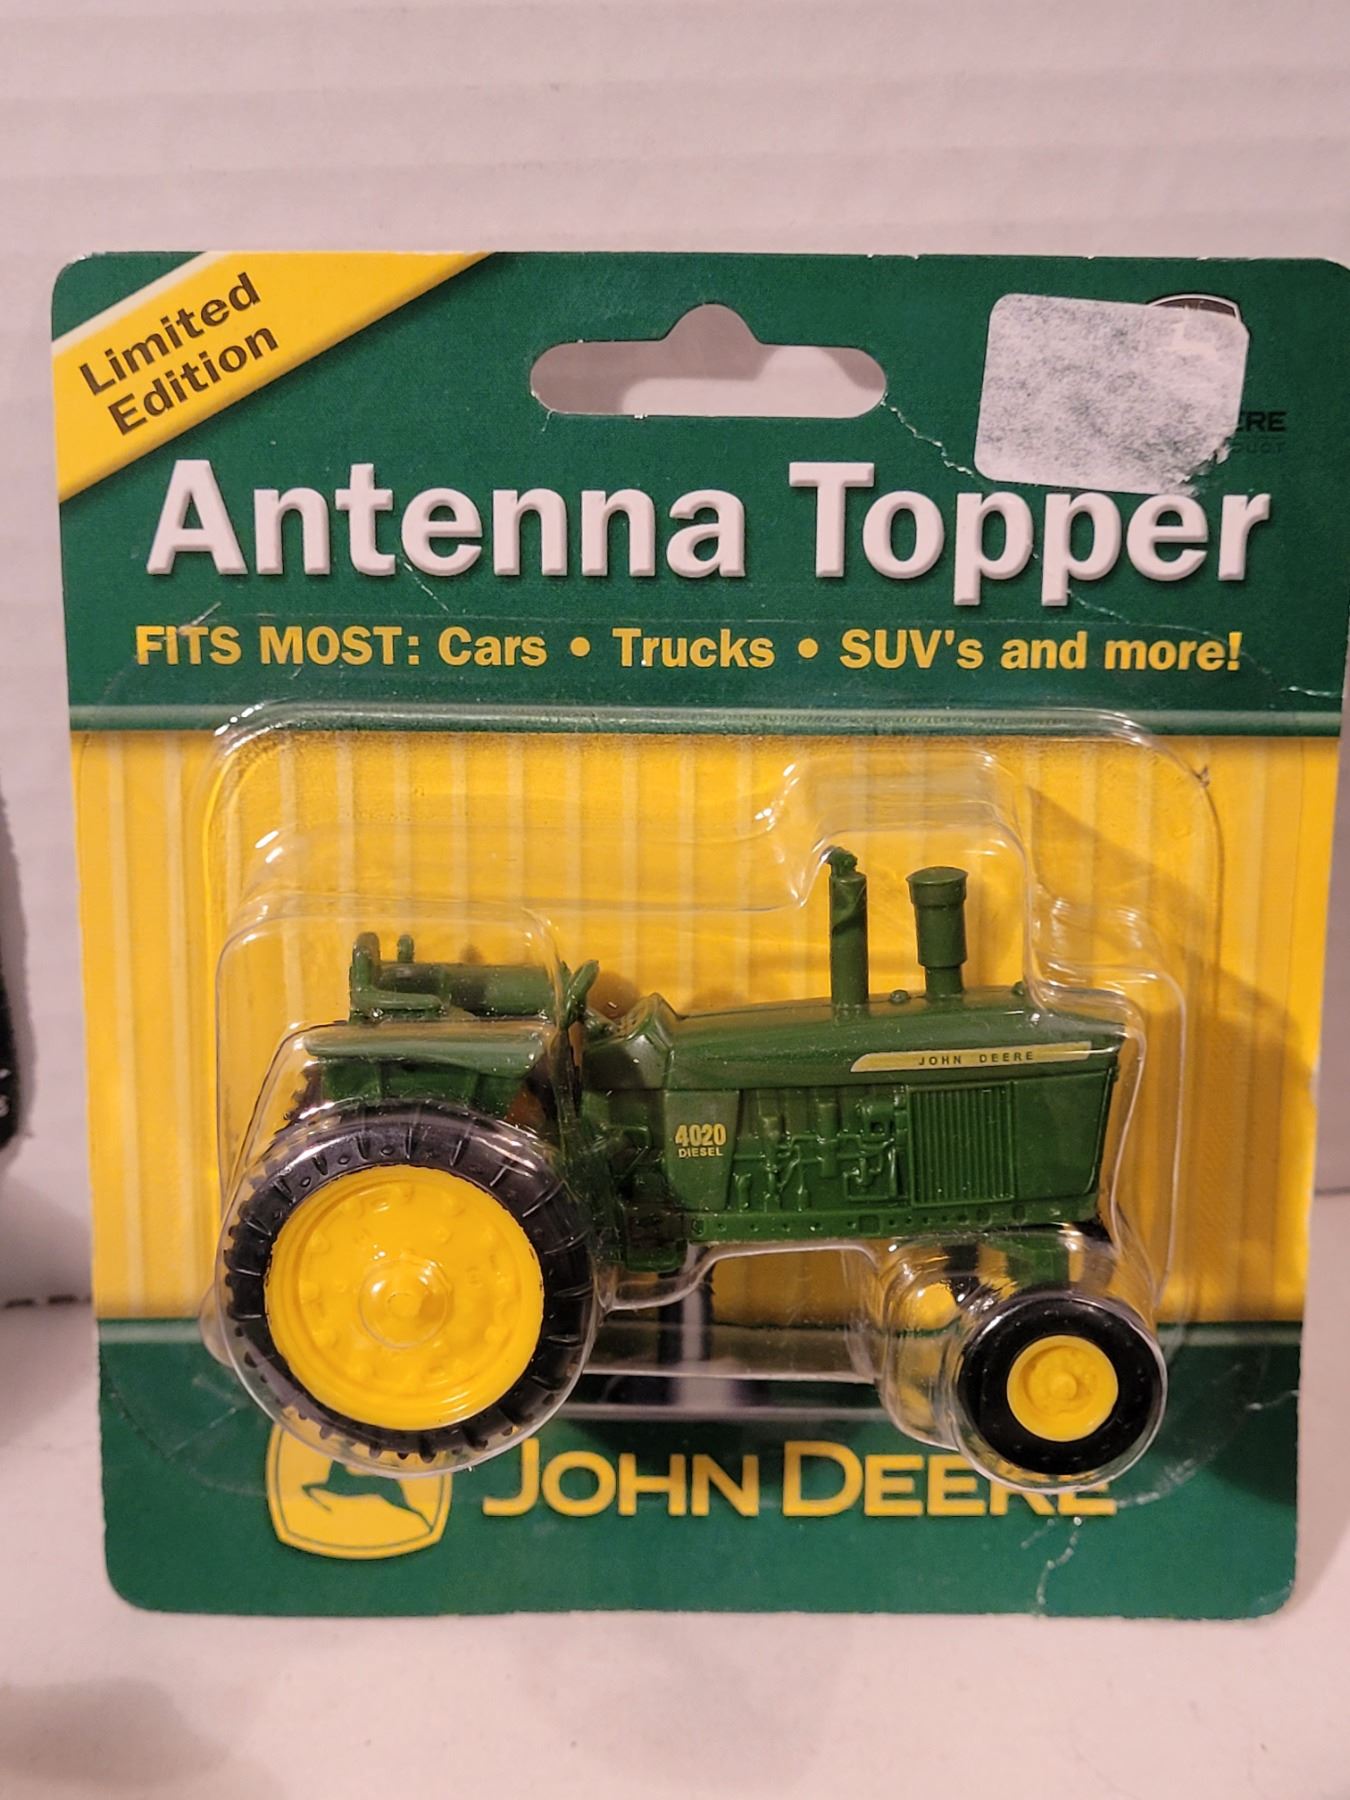 Limited
Edition
Antenna Topper
FITS MOST: Cars • Trucks • SUV's and more!
JOHN DEERE
4020
DIESEL
JOHN DEERE